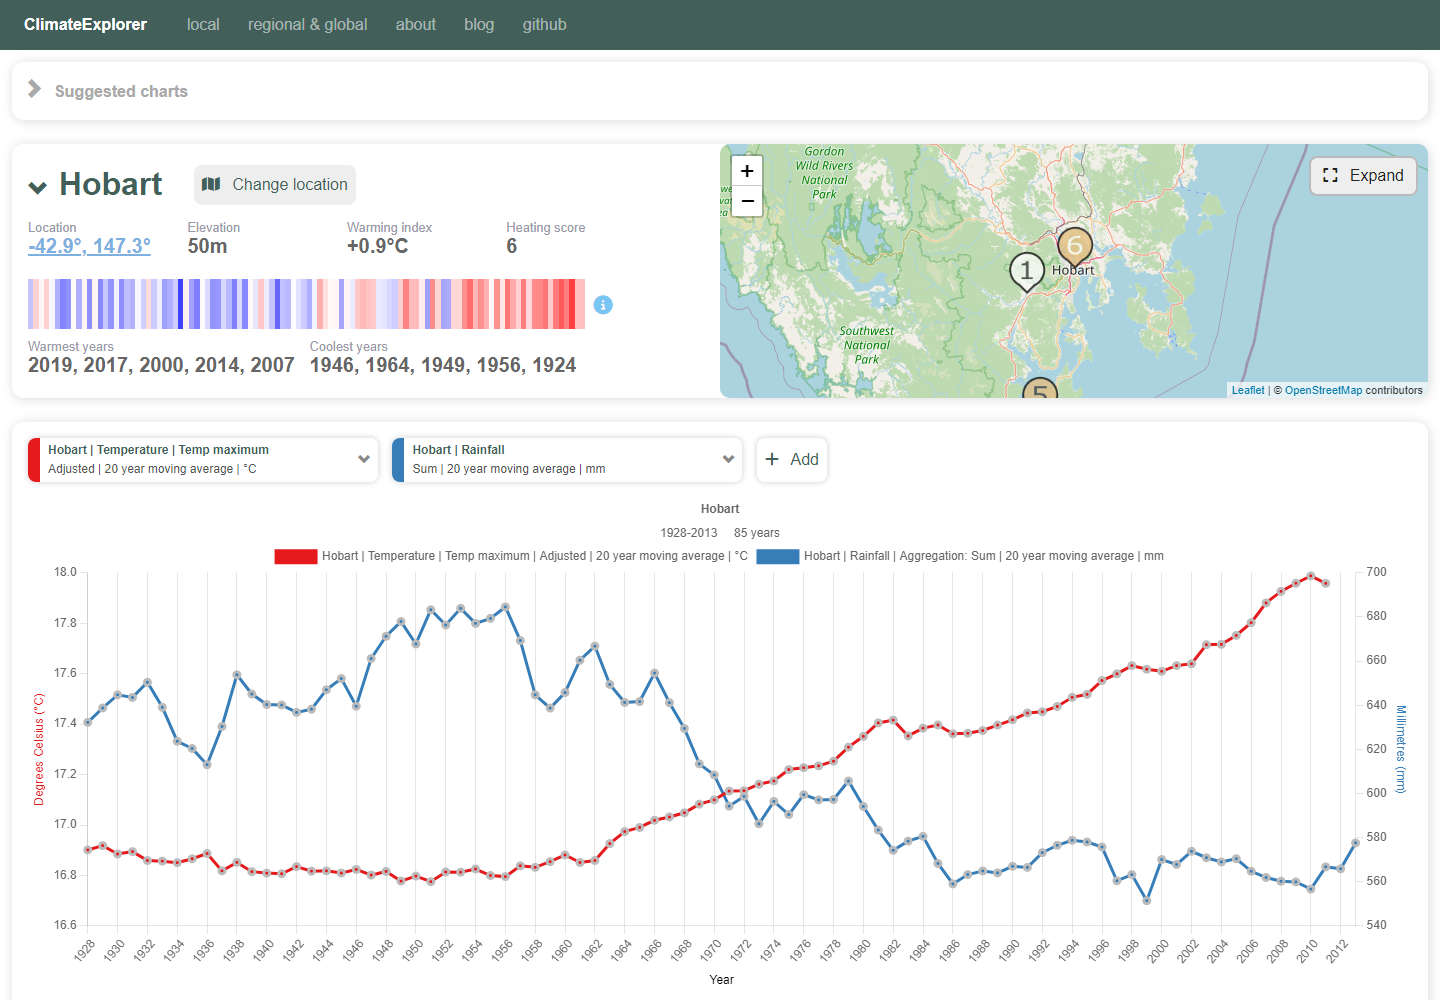 ClimateExplorer local regional & global about blog github
Suggested charts
Hobart Change location
Location Elevation Warming index Heating score
-42.9°, 147.3° 50m +0.9°C 6
Warmest years Coolest years
2019, 2017, 2000, 2014, 2007 1946, 1964, 1949, 1956, 1924
Gordon
Wild Rivers
National
Park
+
−
Expand
6
1
Hobart
Southwest
National
Park
5
Leaflet | © OpenStreetMap contributors
Hobart | Temperature | Temp maximum
Adjusted | 20 year moving average | °C
Hobart | Rainfall
Sum | 20 year moving average | mm
+ Add
Hobart
1928-2013 85 years
Hobart | Temperature | Temp maximum | Adjusted | 20 year moving average | °C Hobart | Rainfall | Aggregation: Sum | 20 year moving average | mm
18.0
17.8
17.6
17.4
17.2
17.0
16.8
16.6
Degrees Celsius (°C)
700
680
660
640
620
600
580
560
540
Millimetres (mm)
1928 1930 1932 1934 1936 1938 1940 1942 1944 1946 1948 1950 1952 1954 1956 1958 1960 1962 1964 1966 1968 1970 1972 1974 1976 1978 1980 1982 1984 1986 1988 1990 1992 1994 1996 1998 2000 2002 2004 2006 2008 2010 2012
Year